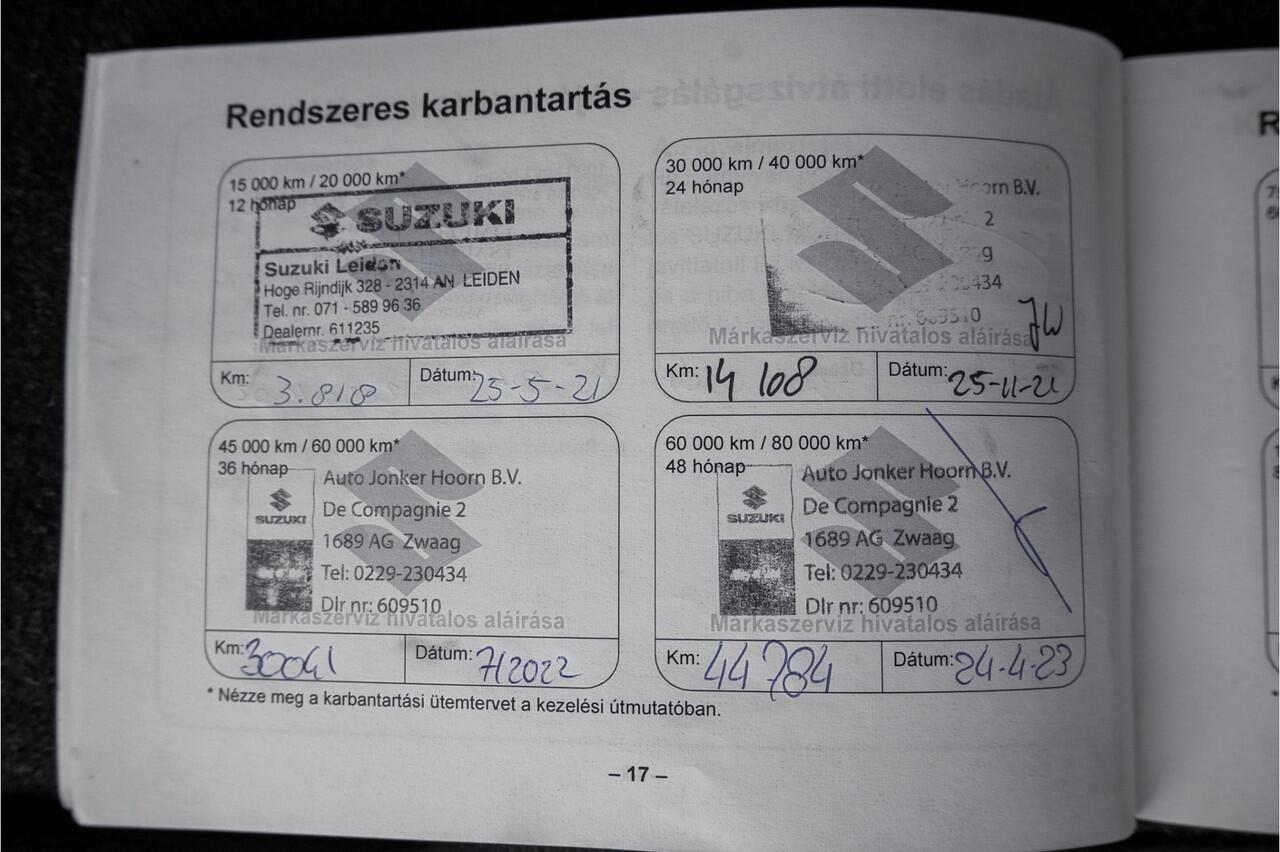 Rendszeres karbantartás
15 000 km / 20 000 km*
12 hónap
SUZUKI
Suzuki Leiden
Hoge Rijndijk 328 - 2314 AN LEIDEN
Tel. nr. 071 - 589 96 36
Dealernr. 611235
Márkaszerviz hivatalos aláírása
Km: 3.818
Dátum: 25-5-21
30 000 km / 40 000 km*
24 hónap
B.V.
2
Márkaszerviz hivatalos aláírása
JW
Km: 14 108
Dátum: 25-11-21
45 000 km / 60 000 km*
36 hónap
SUZUKI
Auto Jonker Hoorn B.V.
De Compagnie 2
1689 AG Zwaag
Tel: 0229-230434
Dlr nr: 609510
Márkaszerviz hivatalos aláírása
Km: 30041
Dátum: 7/2022
60 000 km / 80 000 km*
48 hónap
SUZUKI
Auto Jonker Hoorn B.V.
De Compagnie 2
1689 AG Zwaag
Tel: 0229-230434
Dlr nr: 609510
Márkaszerviz hivatalos aláírása
Km: 44784
Dátum: 24-4-23
* Nézze meg a karbantartási ütemtervet a kezelési útmutatóban.
– 17 –
R